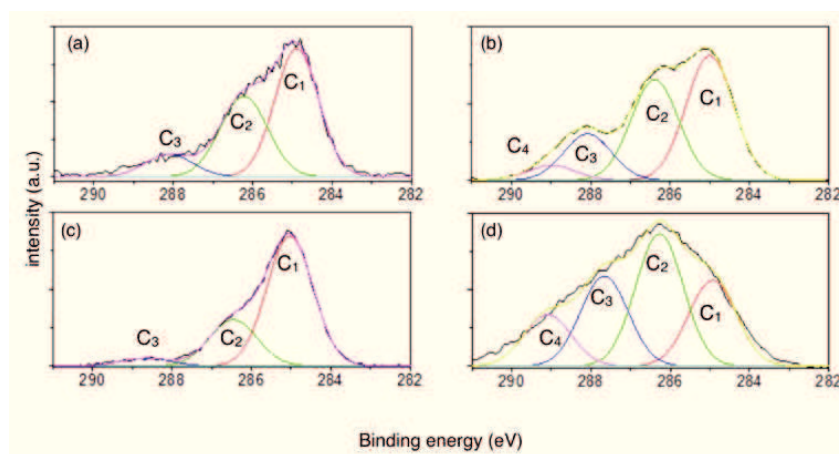 (a)
C₁
C₂
C₃
290 288 286 284 282
(b)
C₁
C₂
C₃
C₄
290 288 286 284 282
(c)
C₁
C₂
C₃
290 288 286 284 282
(d)
C₂
C₃
C₁
C₄
290 288 286 284 282
intensity (a.u.)
Binding energy (eV)